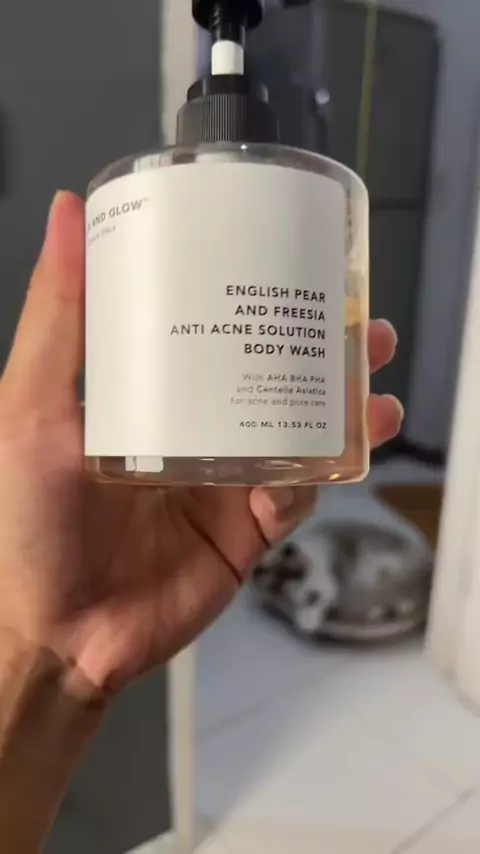 AND GLOW™
ENGLISH PEAR
AND FREESIA
ANTI ACNE SOLUTION
BODY WASH
With AHA BHA PHA
and Centella Asiatica
for acne and pore care
400 ML 13.53 FL OZ